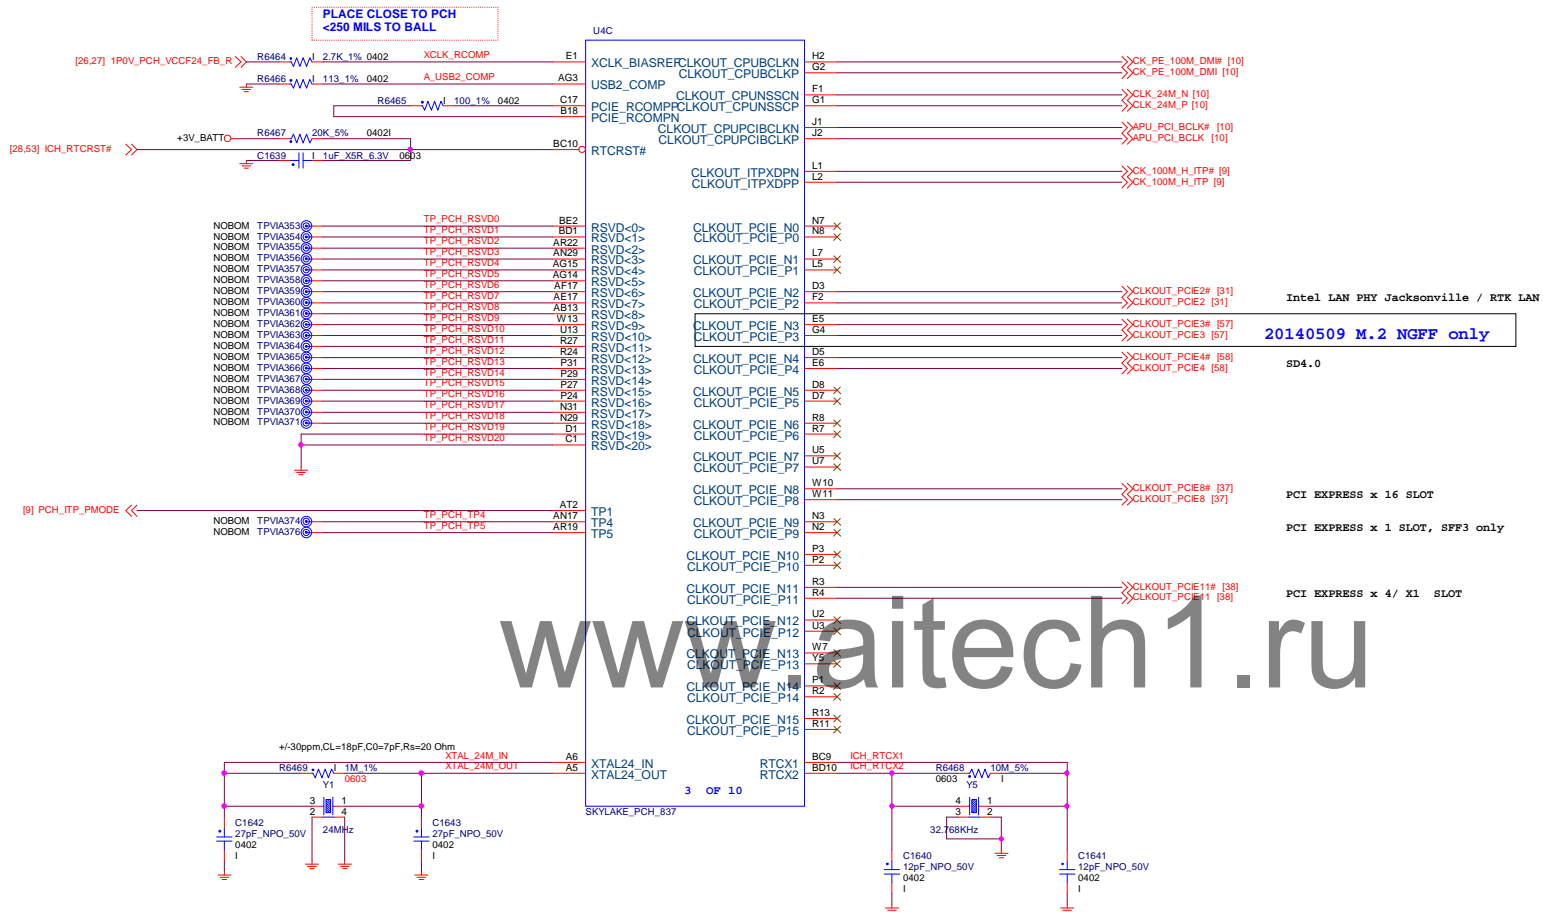 PLACE CLOSE TO PCH
<250 MILS TO BALL
U4C
[26,27] 1P0V_PCH_VCCF24_FB_R R6464 I 2.7K_1% 0402 XCLK_RCOMP E1 XCLK_BIASREF
R6466 I 113_1% 0402 A_USB2_COMP AG3 USB2_COMP
R6465 I 100_1% 0402 C17 PCIE_RCOMPP
B18 PCIE_RCOMPN
+3V_BATT R6467 20K_5% 0402I
[28,53] ICH_RTCRST# BC10 RTCRST#
C1639 I 1uF_X5R_6.3V 0603
NOBOM TPVIA353 TP_PCH_RSVD0 BE2 RSVD<0>
NOBOM TPVIA354 TP_PCH_RSVD1 BD1 RSVD<1>
NOBOM TPVIA355 TP_PCH_RSVD2 AR22 RSVD<2>
NOBOM TPVIA356 TP_PCH_RSVD3 AN29 RSVD<3>
NOBOM TPVIA357 TP_PCH_RSVD4 AG15 RSVD<4>
NOBOM TPVIA358 TP_PCH_RSVD5 AG14 RSVD<5>
NOBOM TPVIA359 TP_PCH_RSVD6 AF17 RSVD<6>
NOBOM TPVIA360 TP_PCH_RSVD7 AE17 RSVD<7>
NOBOM TPVIA361 TP_PCH_RSVD8 AB13 RSVD<8>
NOBOM TPVIA362 TP_PCH_RSVD9 W13 RSVD<9>
NOBOM TPVIA363 TP_PCH_RSVD10 U13 RSVD<10>
NOBOM TPVIA364 TP_PCH_RSVD11 R27 RSVD<11>
NOBOM TPVIA365 TP_PCH_RSVD12 R24 RSVD<12>
NOBOM TPVIA366 TP_PCH_RSVD13 P31 RSVD<13>
NOBOM TPVIA367 TP_PCH_RSVD14 P29 RSVD<14>
NOBOM TPVIA368 TP_PCH_RSVD15 P27 RSVD<15>
NOBOM TPVIA369 TP_PCH_RSVD16 P24 RSVD<16>
NOBOM TPVIA370 TP_PCH_RSVD17 N31 RSVD<17>
NOBOM TPVIA371 TP_PCH_RSVD18 N29 RSVD<18>
TP_PCH_RSVD19 D1 RSVD<19>
TP_PCH_RSVD20 C1 RSVD<20>
[9] PCH_ITP_PMODE AT2 TP1
NOBOM TPVIA374 TP_PCH_TP4 AN17 TP4
NOBOM TPVIA376 TP_PCH_TP5 AR19 TP5
+/-30ppm,CL=18pF,C0=7pF,Rs=20 Ohm
XTAL_24M_IN A6 XTAL24_IN
R6469 I 1M_1% 0603 XTAL_24M_OUT A5 XTAL24_OUT
Y1
3 1
2 4
24MHz
C1642
27pF_NPO_50V
0402
I
C1643
27pF_NPO_50V
0402
I
CLKOUT_CPUBCLKN H2 CK_PE_100M_DMI# [10]
CLKOUT_CPUBCLKP G2 CK_PE_100M_DMI [10]
CLKOUT_CPUNSSCN F1 CLK_24M_N [10]
CLKOUT_CPUNSSCP G1 CLK_24M_P [10]
CLKOUT_CPUPCIBCLKN J1 APU_PCI_BCLK# [10]
CLKOUT_CPUPCIBCLKP J2 APU_PCI_BCLK [10]
CLKOUT_ITPXDPN L1 CK_100M_H_ITP# [9]
CLKOUT_ITPXDPP L2 CK_100M_H_ITP [9]
CLKOUT_PCIE_N0 N7
CLKOUT_PCIE_P0 N8
CLKOUT_PCIE_N1 L7
CLKOUT_PCIE_P1 L5
CLKOUT_PCIE_N2 D3 CLKOUT_PCIE2# [31]
CLKOUT_PCIE_P2 F2 CLKOUT_PCIE2 [31]
Intel LAN PHY Jacksonville / RTK LAN
CLKOUT_PCIE_N3 E5 CLKOUT_PCIE3# [57]
CLKOUT_PCIE_P3 G4 CLKOUT_PCIE3 [57]
20140509 M.2 NGFF only
CLKOUT_PCIE_N4 D5 CLKOUT_PCIE4# [58]
CLKOUT_PCIE_P4 E6 CLKOUT_PCIE4 [58]
SD4.0
CLKOUT_PCIE_N5 D8
CLKOUT_PCIE_P5 D7
CLKOUT_PCIE_N6 R8
CLKOUT_PCIE_P6 R7
CLKOUT_PCIE_N7 U5
CLKOUT_PCIE_P7 U7
CLKOUT_PCIE_N8 W10 CLKOUT_PCIE8# [37]
CLKOUT_PCIE_P8 W11 CLKOUT_PCIE8 [37]
PCI EXPRESS x 16 SLOT
CLKOUT_PCIE_N9 N3
CLKOUT_PCIE_P9 N2
PCI EXPRESS x 1 SLOT, SFF3 only
CLKOUT_PCIE_N10 P3
CLKOUT_PCIE_P10 P2
CLKOUT_PCIE_N11 R3 CLKOUT_PCIE11# [38]
CLKOUT_PCIE_P11 R4 CLKOUT_PCIE11 [38]
PCI EXPRESS x 4/ X1 SLOT
CLKOUT_PCIE_N12 U2
CLKOUT_PCIE_P12 U3
CLKOUT_PCIE_N13 W7
CLKOUT_PCIE_P13 Y5
CLKOUT_PCIE_N14 P1
CLKOUT_PCIE_P14 R2
CLKOUT_PCIE_N15 R13
CLKOUT_PCIE_P15 R11
RTCX1 BC9 ICH_RTCX1
RTCX2 BD10 ICH_RTCX2
R6468 10M_5%
0603 I
Y5
4 1
3 2
32.768KHz
C1640
12pF_NPO_50V
0402
I
C1641
12pF_NPO_50V
0402
I
3 OF 10
SKYLAKE_PCH_837
www.aitech1.ru